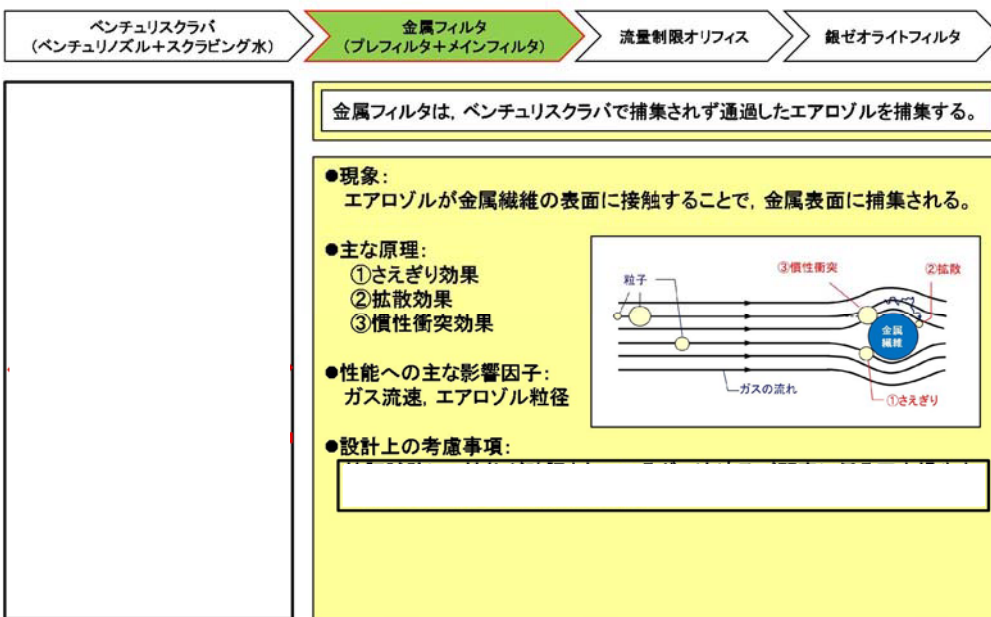 ベンチュリスクラバ
(ベンチュリノズル＋スクラビング水)
金属フィルタ
(プレフィルタ＋メインフィルタ)
流量制限オリフィス
銀ゼオライトフィルタ
金属フィルタは，ベンチュリスクラバで捕集されず通過したエアロゾルを捕集する。
●現象：
エアロゾルが金属繊維の表面に接触することで，金属表面に捕集される。
●主な原理：
①さえぎり効果
②拡散効果
③慣性衝突効果
●性能への主な影響因子：
ガス流速，エアロゾル粒径
粒子
③慣性衝突
②拡散
金属
繊維
ガスの流れ
①さえぎり
●設計上の考慮事項：